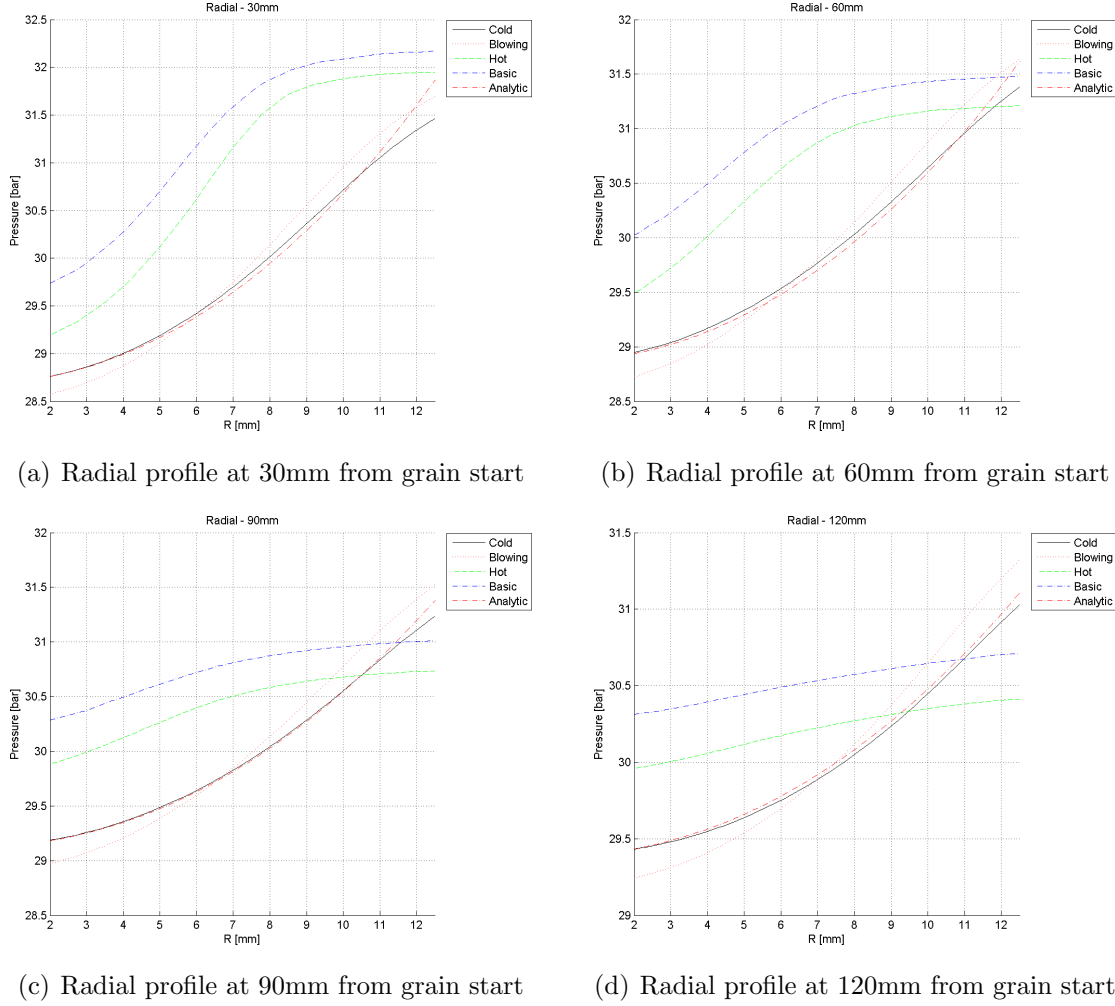 Radial - 30mm
32.5
32
31.5
31
30.5
30
29.5
29
28.5
Pressure [bar]
2 3 4 5 6 7 8 9 10 11 12
R [mm]
Cold
Blowing
Hot
Basic
Analytic
(a) Radial profile at 30mm from grain start
Radial - 60mm
32
31.5
31
30.5
30
29.5
29
28.5
Pressure [bar]
2 3 4 5 6 7 8 9 10 11 12
R [mm]
Cold
Blowing
Hot
Basic
Analytic
(b) Radial profile at 60mm from grain start
Radial - 90mm
32
31.5
31
30.5
30
29.5
29
28.5
Pressure [bar]
2 3 4 5 6 7 8 9 10 11 12
R [mm]
Cold
Blowing
Hot
Basic
Analytic
(c) Radial profile at 90mm from grain start
Radial - 120mm
31.5
31
30.5
30
29.5
29
Pressure [bar]
2 3 4 5 6 7 8 9 10 11 12
R [mm]
Cold
Blowing
Hot
Basic
Analytic
(d) Radial profile at 120mm from grain start